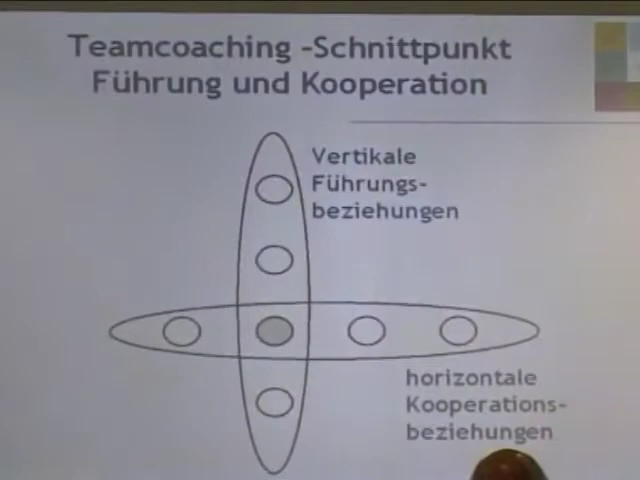 Teamcoaching -Schnittpunkt
Führung und Kooperation
Vertikale
Führungs-
beziehungen
horizontale
Kooperations-
beziehungen